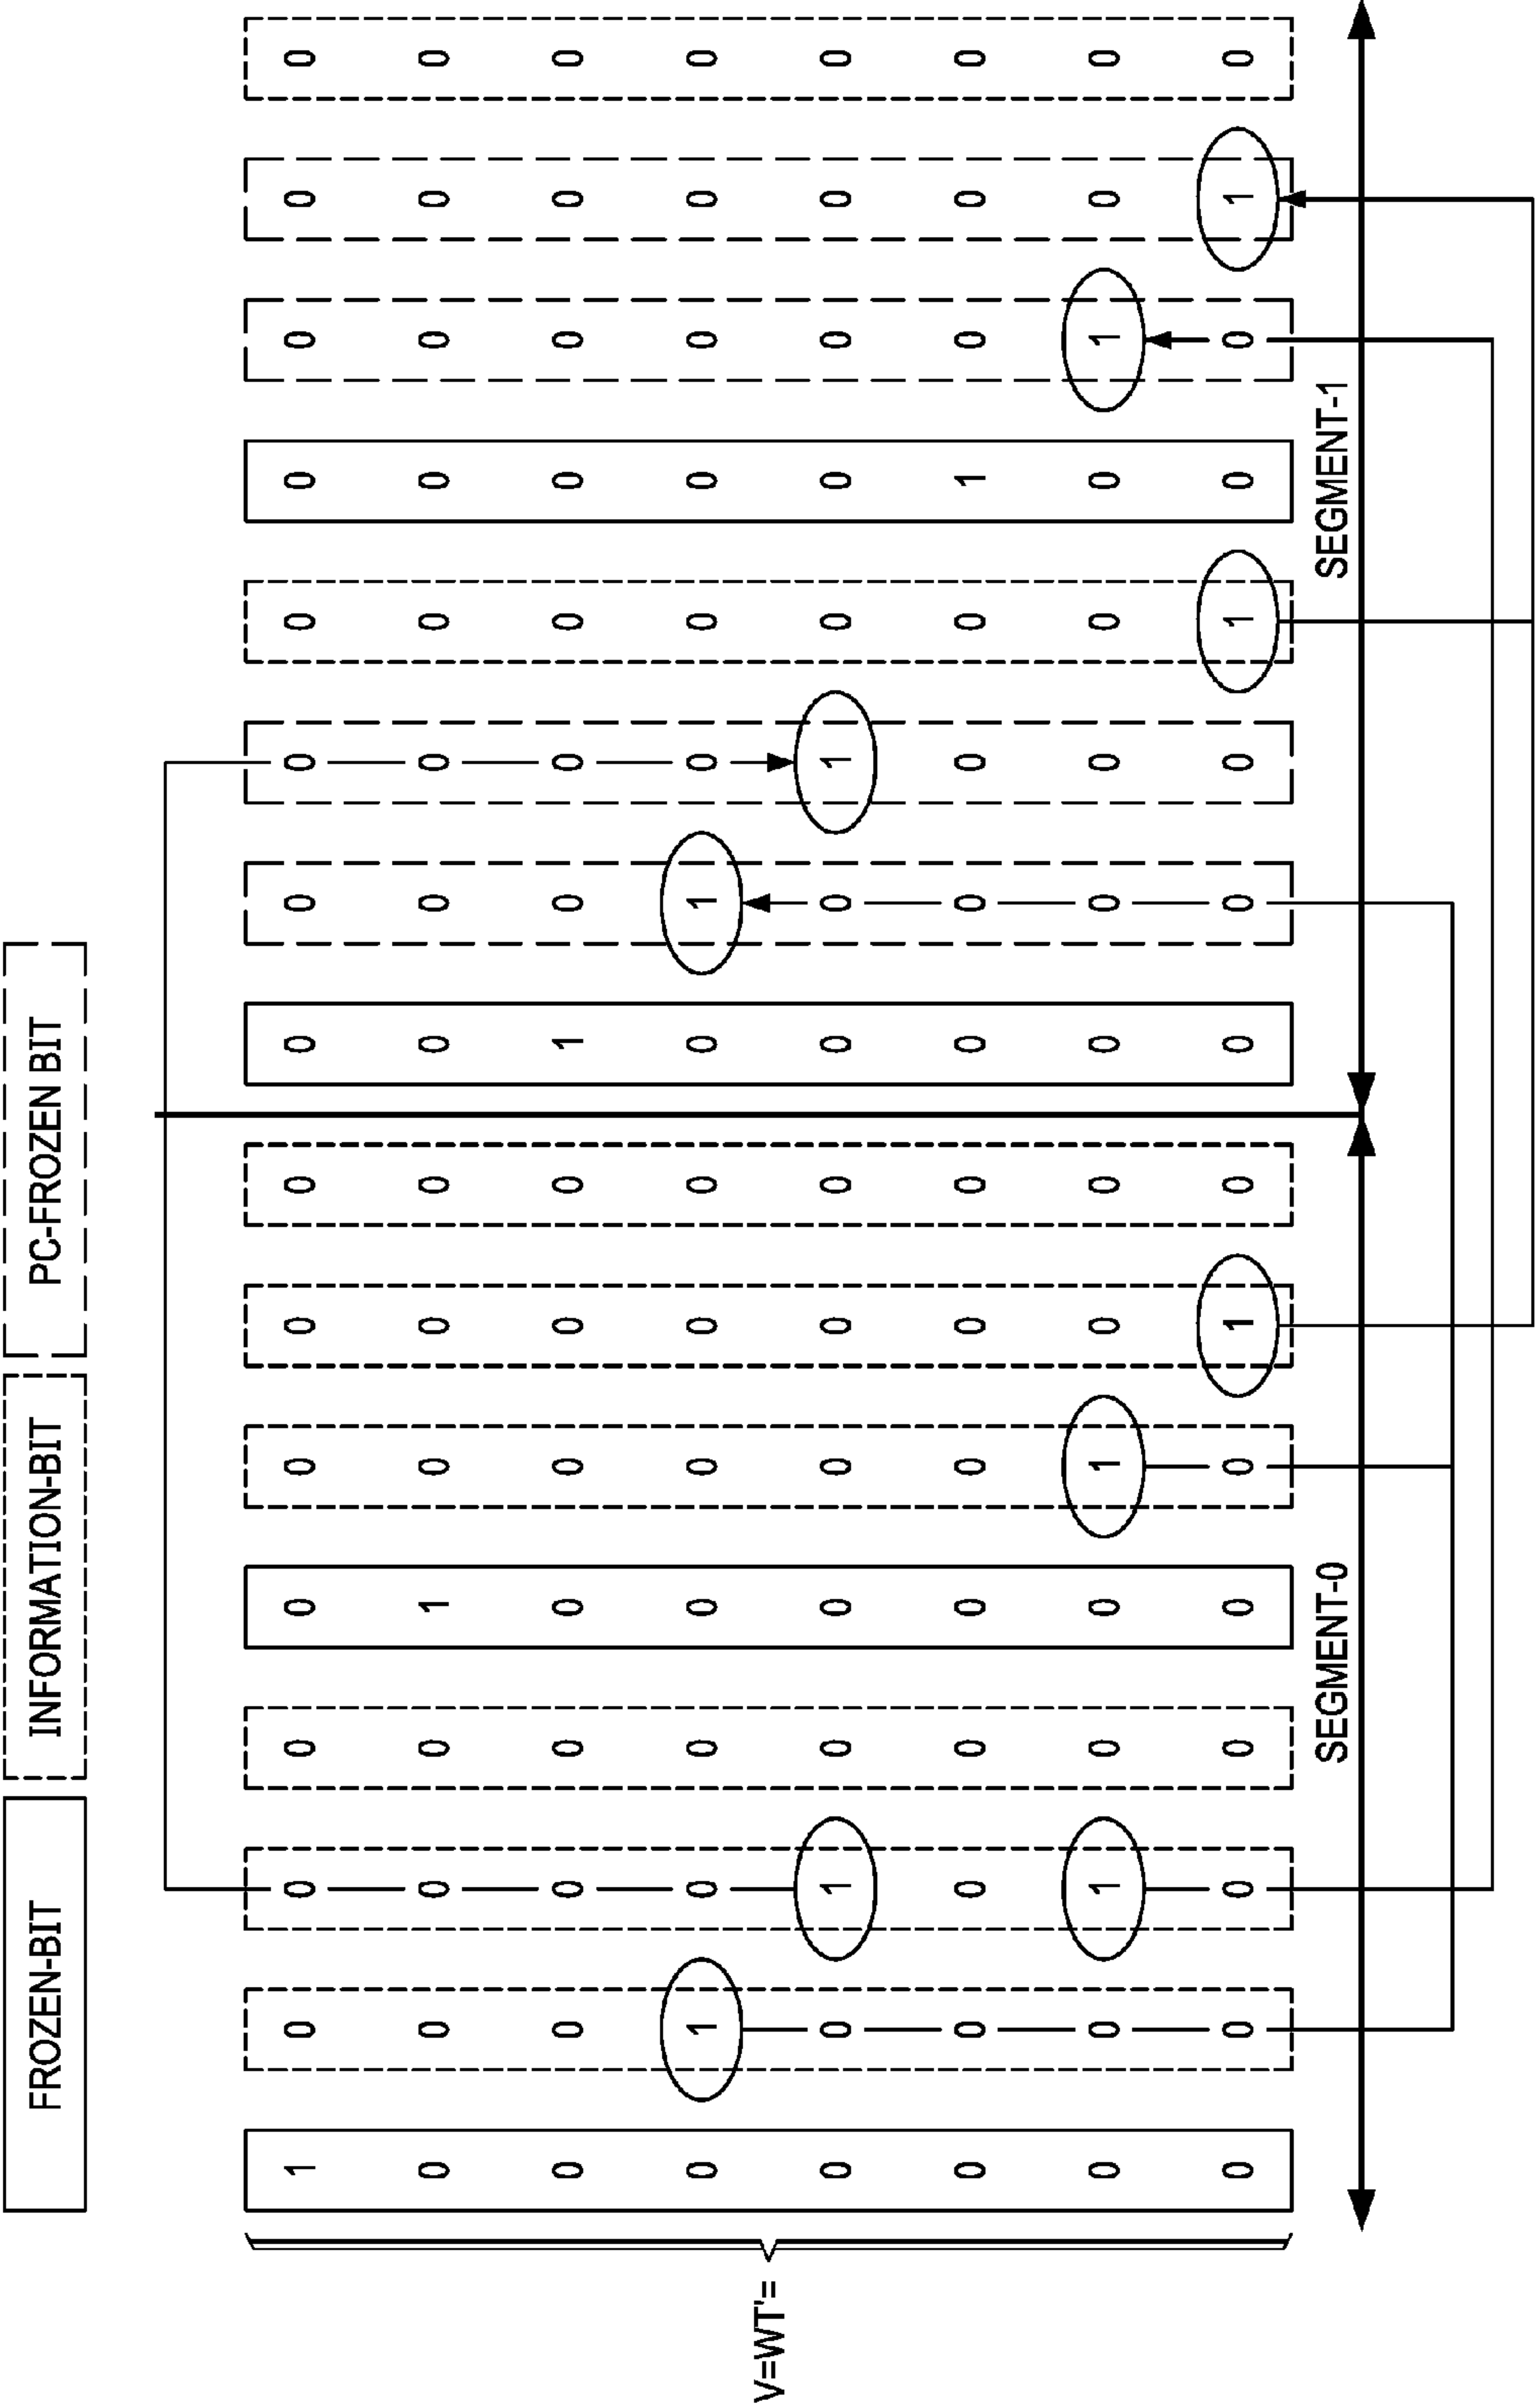 FROZEN-BIT INFORMATION-BIT PC-FROZEN BIT
1 0 0 0 0 0 0 0 0 0 0 0 0 0 0 0
0 0 0 0 1 0 0 0 0 0 0 0 0 0 0 0
0 0 0 0 0 0 0 0 1 0 0 0 0 0 0 0
0 1 0 0 0 0 0 0 0 1 0 0 0 0 0 0
V=WT'=
0 0 1 0 0 0 0 0 0 0 1 0 0 0 0 0
0 0 0 0 0 0 0 0 0 0 0 0 1 0 0 0
0 0 1 0 0 1 0 0 0 0 0 0 0 1 0 0
0 0 0 0 0 0 1 0 0 0 0 1 0 0 1 0
SEGMENT-0 SEGMENT-1